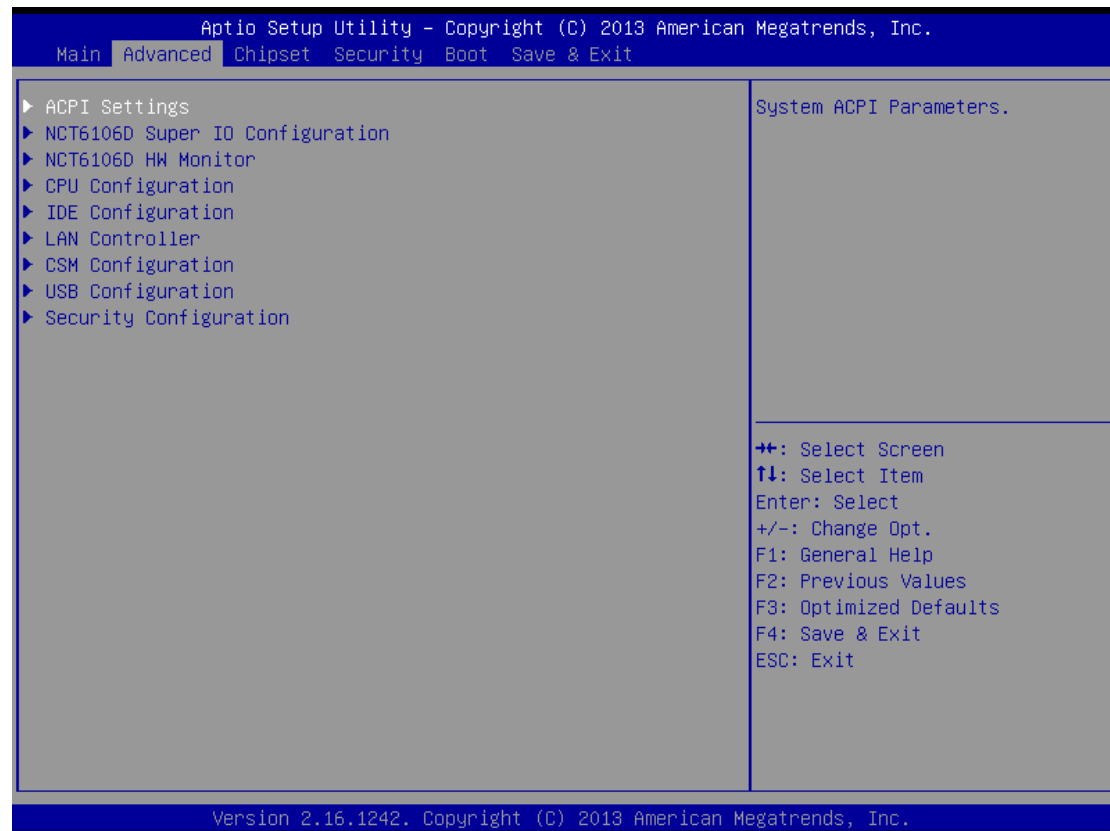 Aptio Setup Utility – Copyright (C) 2013 American Megatrends, Inc.
Main Advanced Chipset Security Boot Save & Exit
► ACPI Settings
► NCT6106D Super IO Configuration
► NCT6106D HW Monitor
► CPU Configuration
► IDE Configuration
► LAN Controller
► CSM Configuration
► USB Configuration
► Security Configuration
System ACPI Parameters.
→←: Select Screen
↑↓: Select Item
Enter: Select
+/-: Change Opt.
F1: General Help
F2: Previous Values
F3: Optimized Defaults
F4: Save & Exit
ESC: Exit
Version 2.16.1242. Copyright (C) 2013 American Megatrends, Inc.